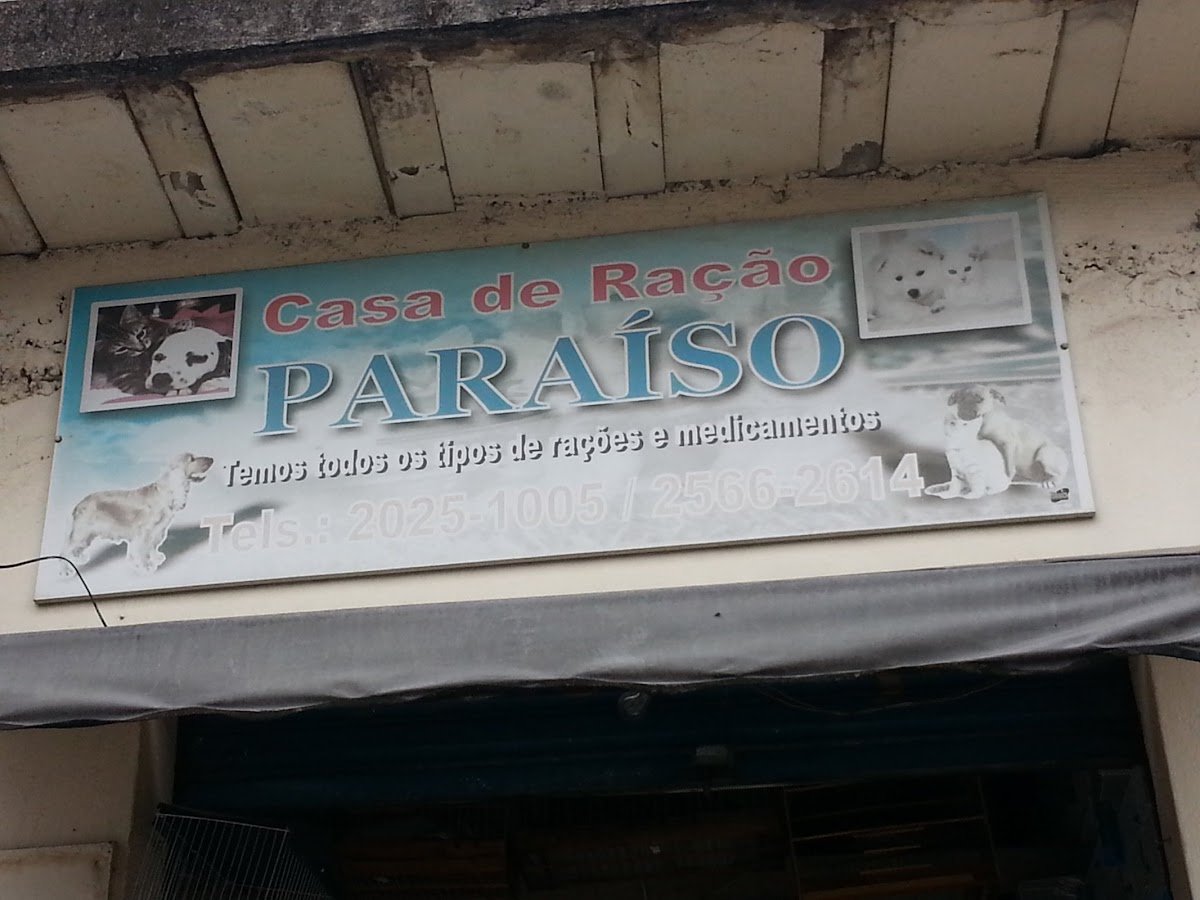 Casa de Ração
PARAÍSO
Temos todos os tipos de rações e medicamentos
Tels.: 2025-1005 / 2566-2614